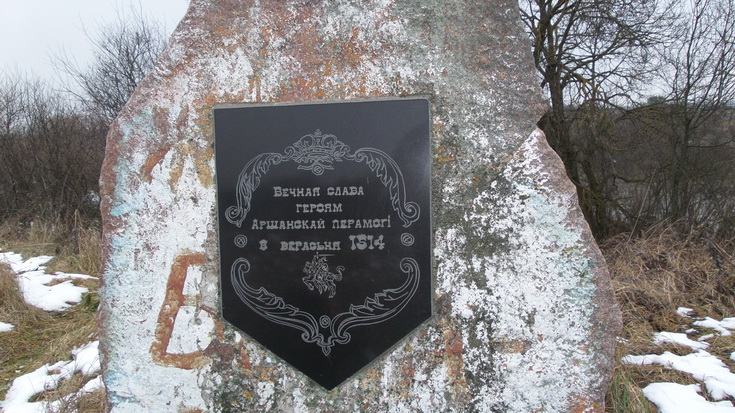 Вечная слава
героям
Аршанскай перамогі
8 верасьня 1514